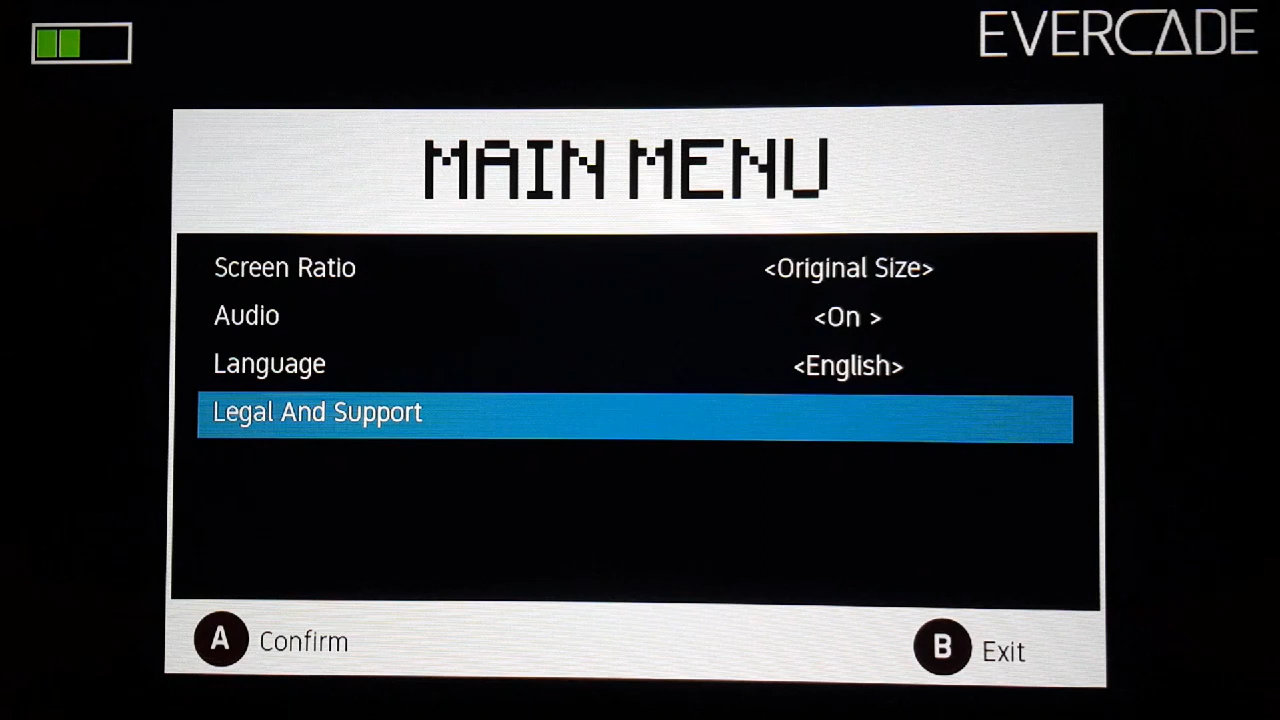 EVERCADE
MAIN MENU
Screen Ratio <Original Size>
Audio <On >
Language <English>
Legal And Support
A Confirm B Exit